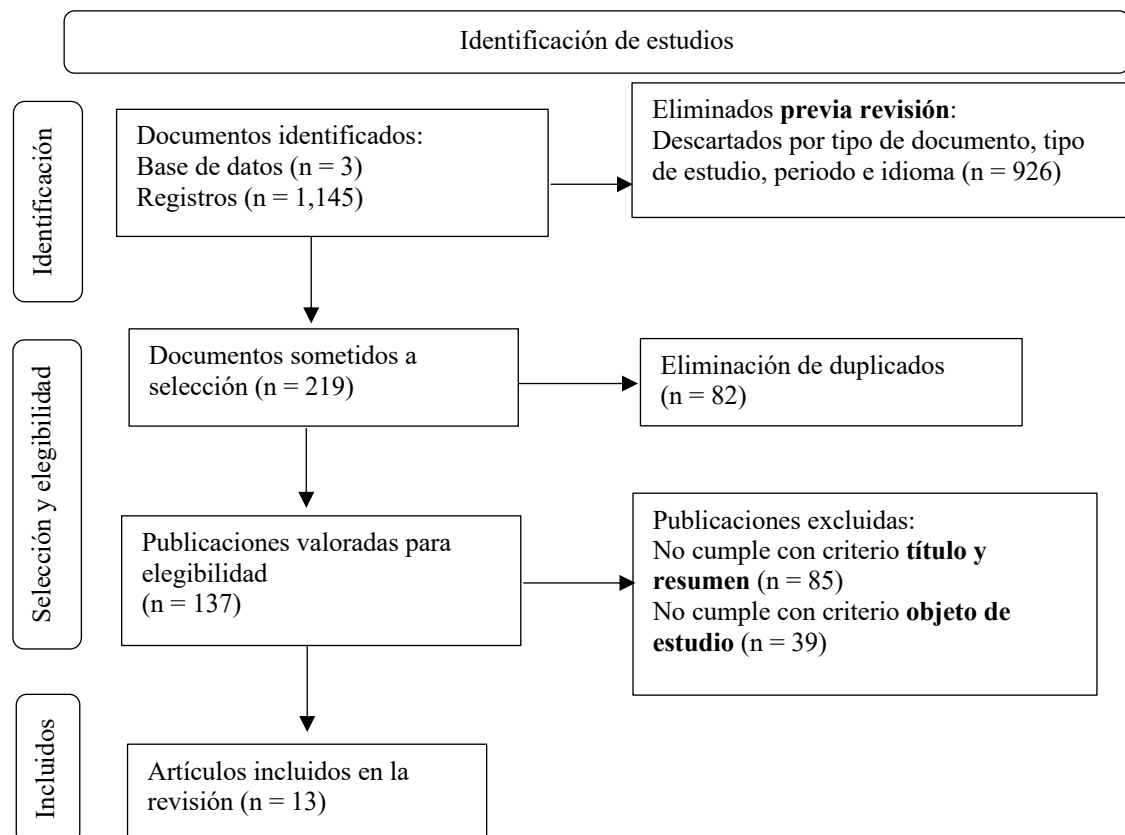 Identificación de estudios
Identificación
Documentos identificados:
Base de datos (n = 3)
Registros (n = 1,145)
Eliminados previa revisión:
Descartados por tipo de documento, tipo
de estudio, periodo e idioma (n = 926)
Selección y elegibilidad
Documentos sometidos a
selección (n = 219)
Eliminación de duplicados
(n = 82)
Publicaciones valoradas para
elegibilidad
(n = 137)
Publicaciones excluidas:
No cumple con criterio título y
resumen (n = 85)
No cumple con criterio objeto de
estudio (n = 39)
Incluidos
Artículos incluidos en la
revisión (n = 13)